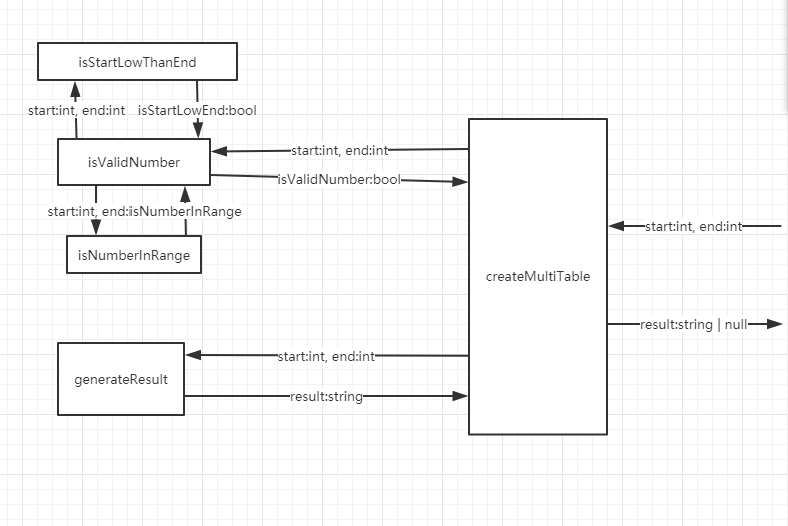 isStartLowThanEnd
start:int, end:int
isStartLowEnd:bool
isValidNumber
start:int, end:int
isValidNumber:bool
start:int, end:isNumberInRange
isNumberInRange
start:int, end:int
createMultiTable
result:string | null
start:int, end:int
generateResult
result:string